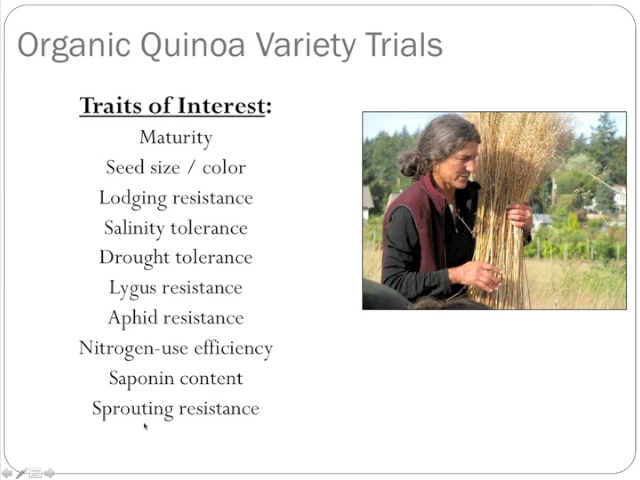 Organic Quinoa Variety Trials
Traits of Interest:
Maturity
Seed size / color
Lodging resistance
Salinity tolerance
Drought tolerance
Lygus resistance
Aphid resistance
Nitrogen-use efficiency
Saponin content
Sprouting resistance